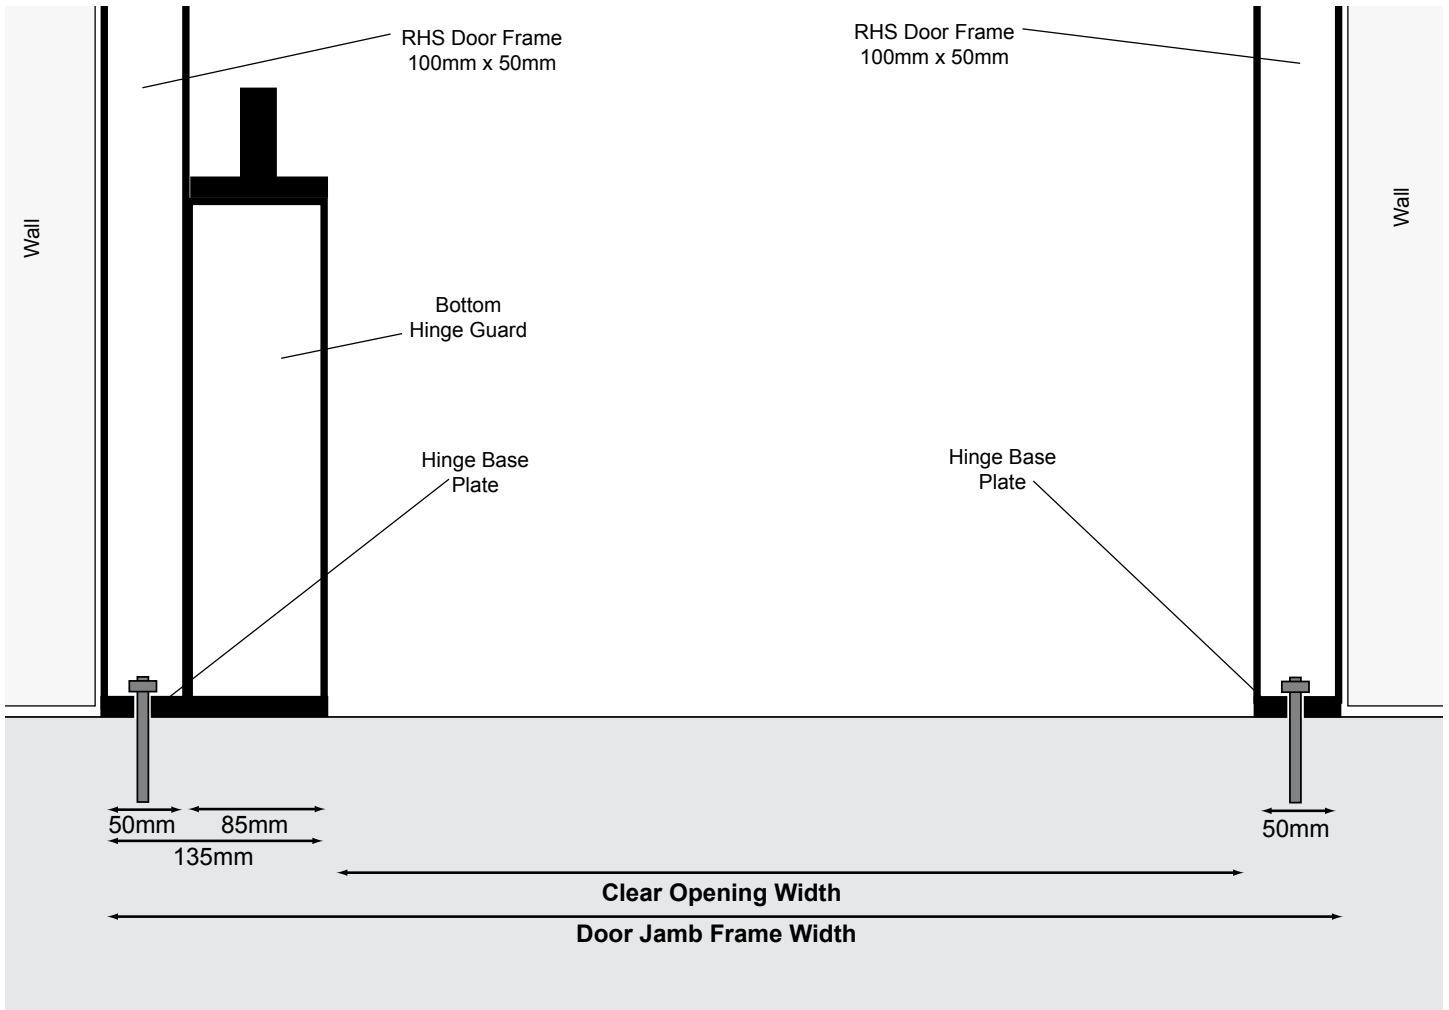 RHS Door Frame
100mm x 50mm
RHS Door Frame
100mm x 50mm
Wall
Wall
Bottom
Hinge Guard
Hinge Base
Plate
Hinge Base
Plate
50mm
85mm
135mm
50mm
Clear Opening Width
Door Jamb Frame Width